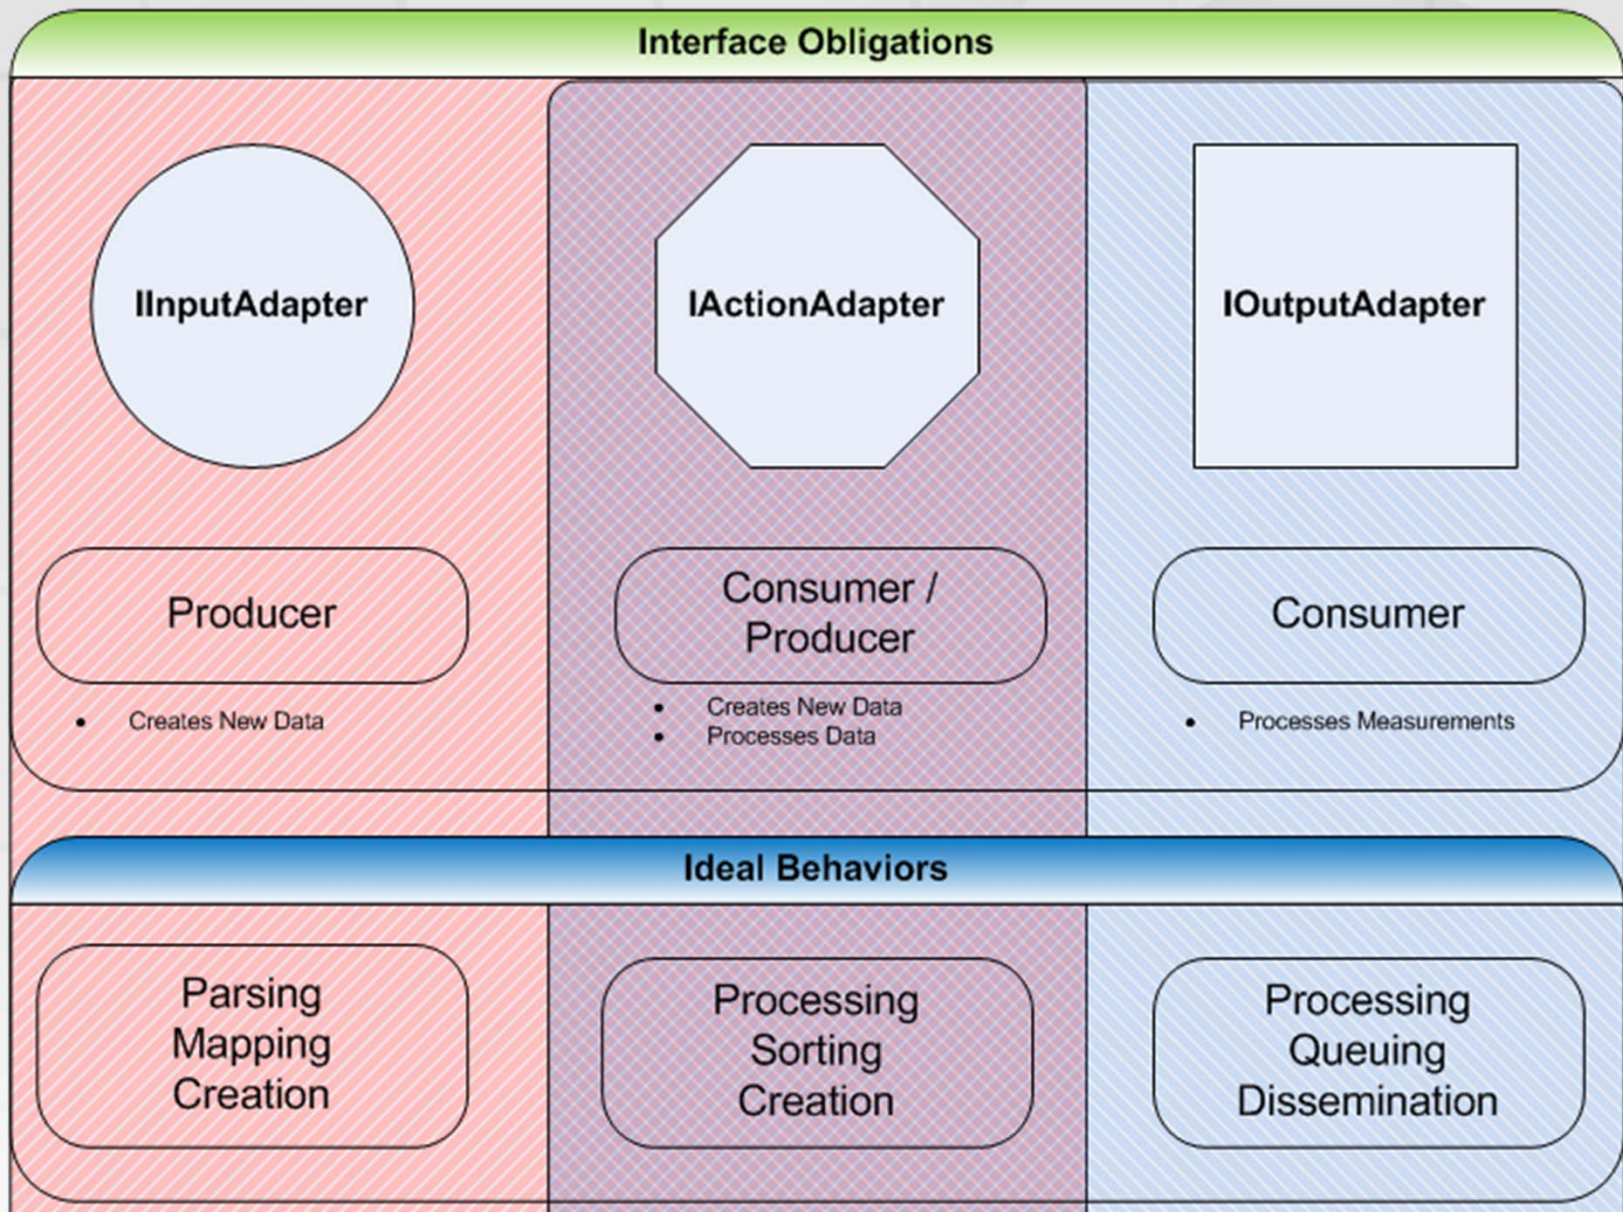 Interface Obligations
IInputAdapter
IActionAdapter
IOutputAdapter
Producer
Consumer /
Producer
Consumer
• Creates New Data
• Creates New Data
• Processes Data
• Processes Measurements
Ideal Behaviors
Parsing
Mapping
Creation
Processing
Sorting
Creation
Processing
Queuing
Dissemination